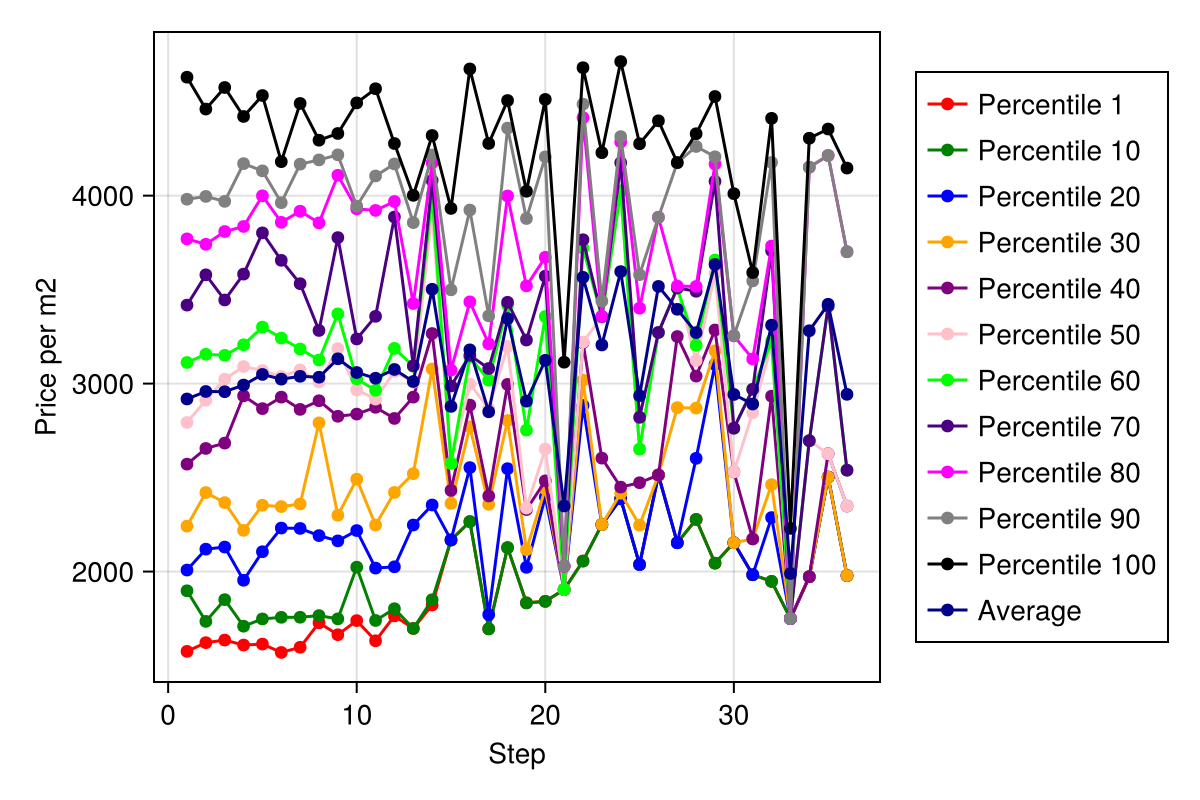 Price per m2
4000
3000
2000
0
10
20
30
Step
Percentile 1
Percentile 10
Percentile 20
Percentile 30
Percentile 40
Percentile 50
Percentile 60
Percentile 70
Percentile 80
Percentile 90
Percentile 100
Average